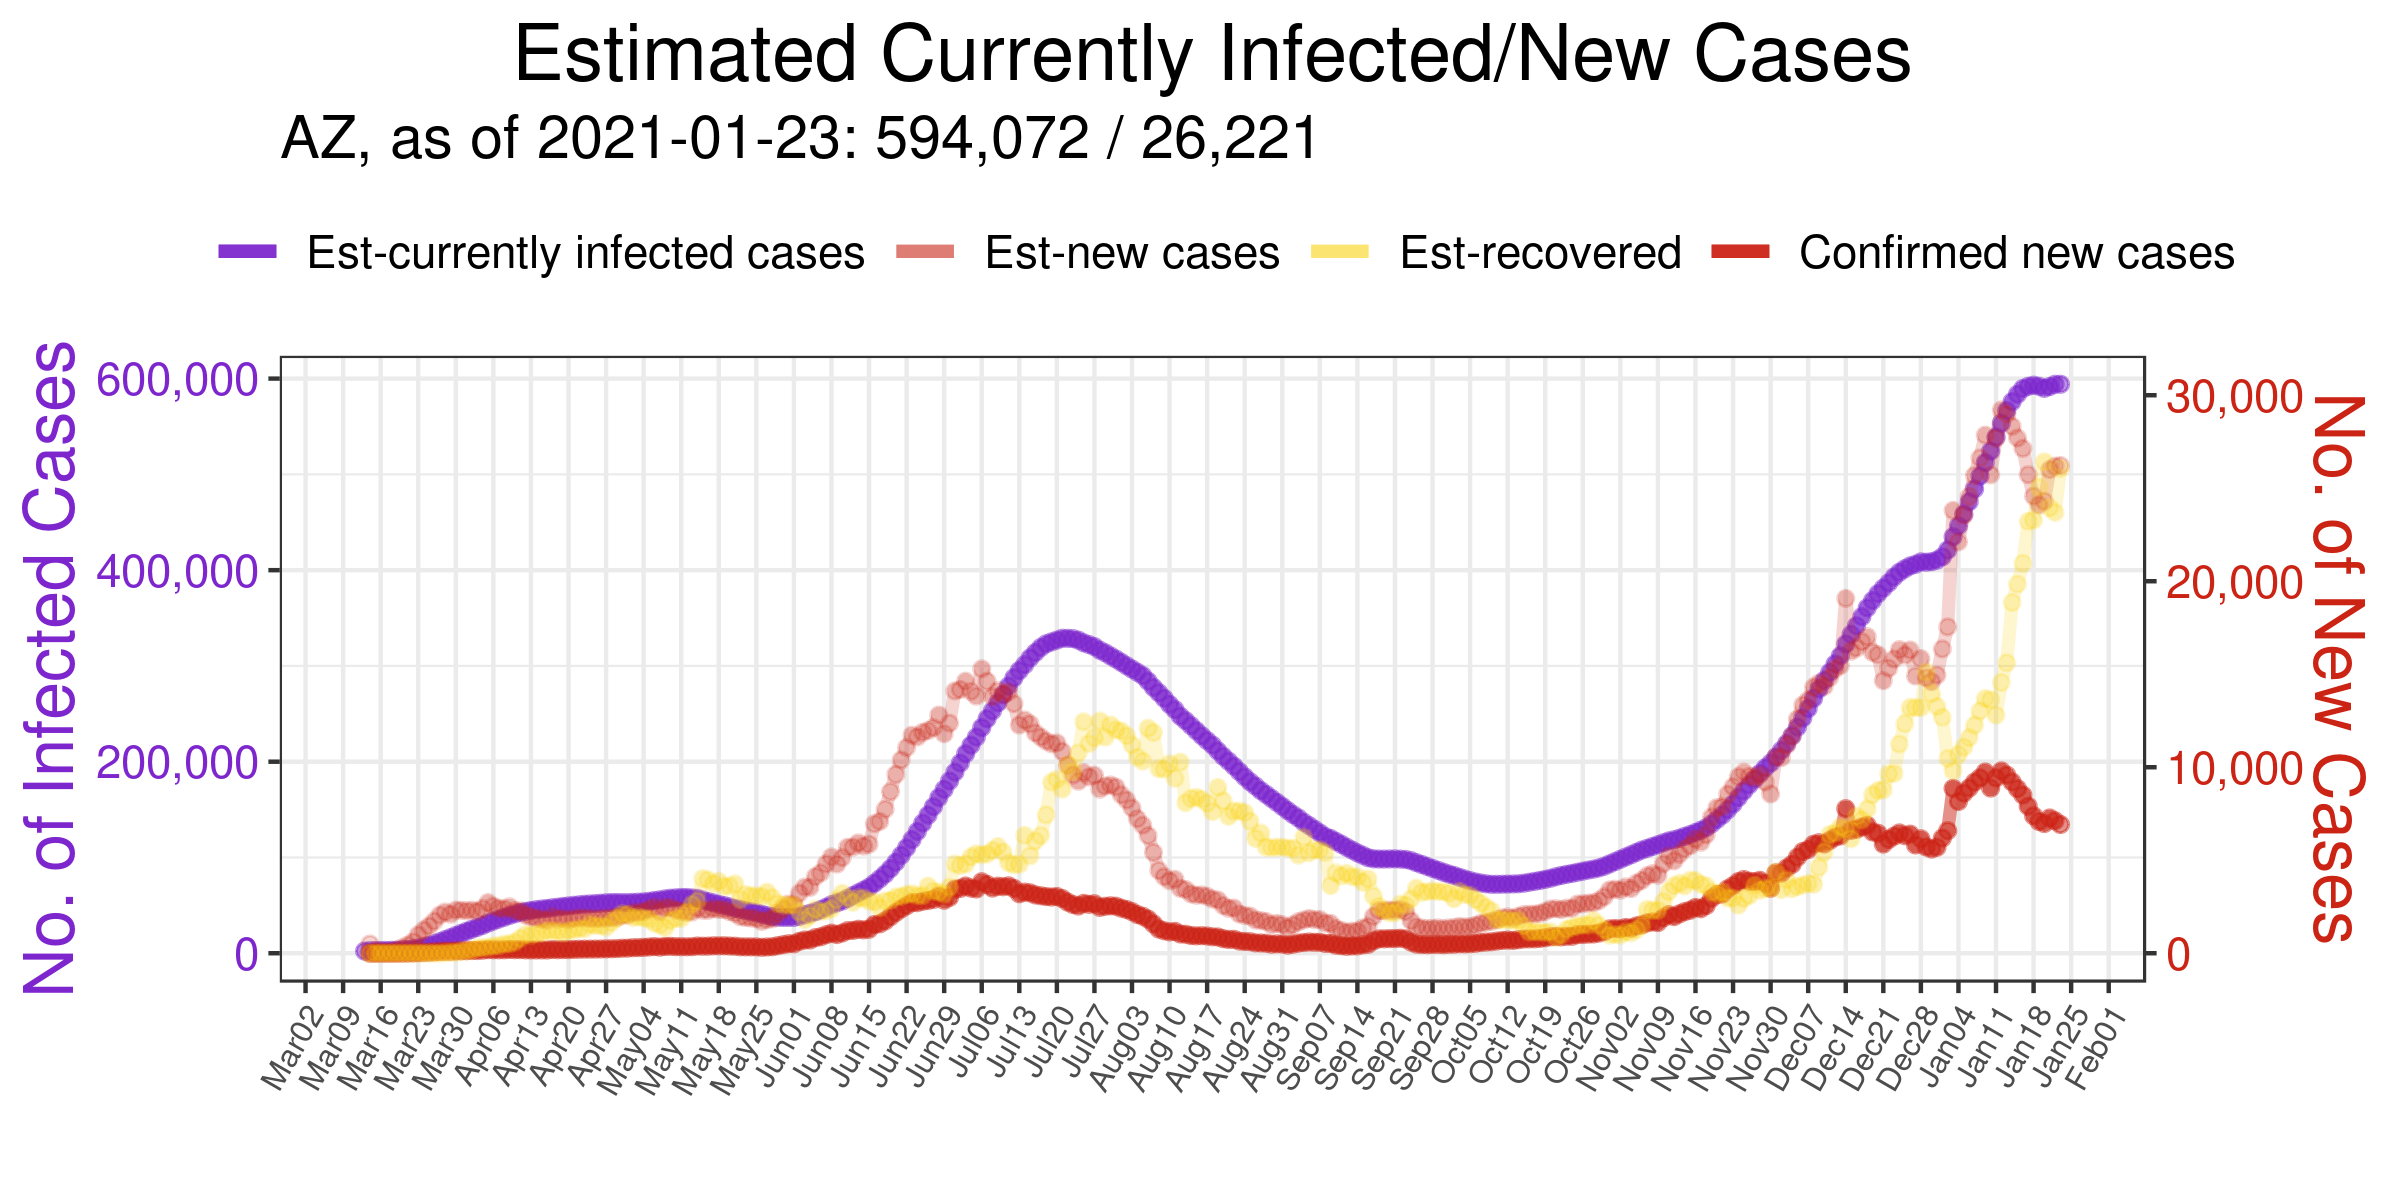 Estimated Currently Infected/New Cases
AZ, as of 2021-01-23: 594,072 / 26,221
Est-currently infected cases Est-new cases Est-recovered Confirmed new cases
No. of Infected Cases
600,000
400,000
200,000
0
30,000
20,000
10,000
0
No. of New Cases
Mar02 Mar09 Mar16 Mar23 Mar30 Apr06 Apr13 Apr20 Apr27 May04 May11 May18 May25 Jun01 Jun08 Jun15 Jun22 Jun29 Jul06 Jul13 Jul20 Jul27 Aug03 Aug10 Aug17 Aug24 Aug31 Sep07 Sep14 Sep21 Sep28 Oct05 Oct12 Oct19 Oct26 Nov02 Nov09 Nov16 Nov23 Nov30 Dec07 Dec14 Dec21 Dec28 Jan04 Jan11 Jan18 Jan25 Feb01